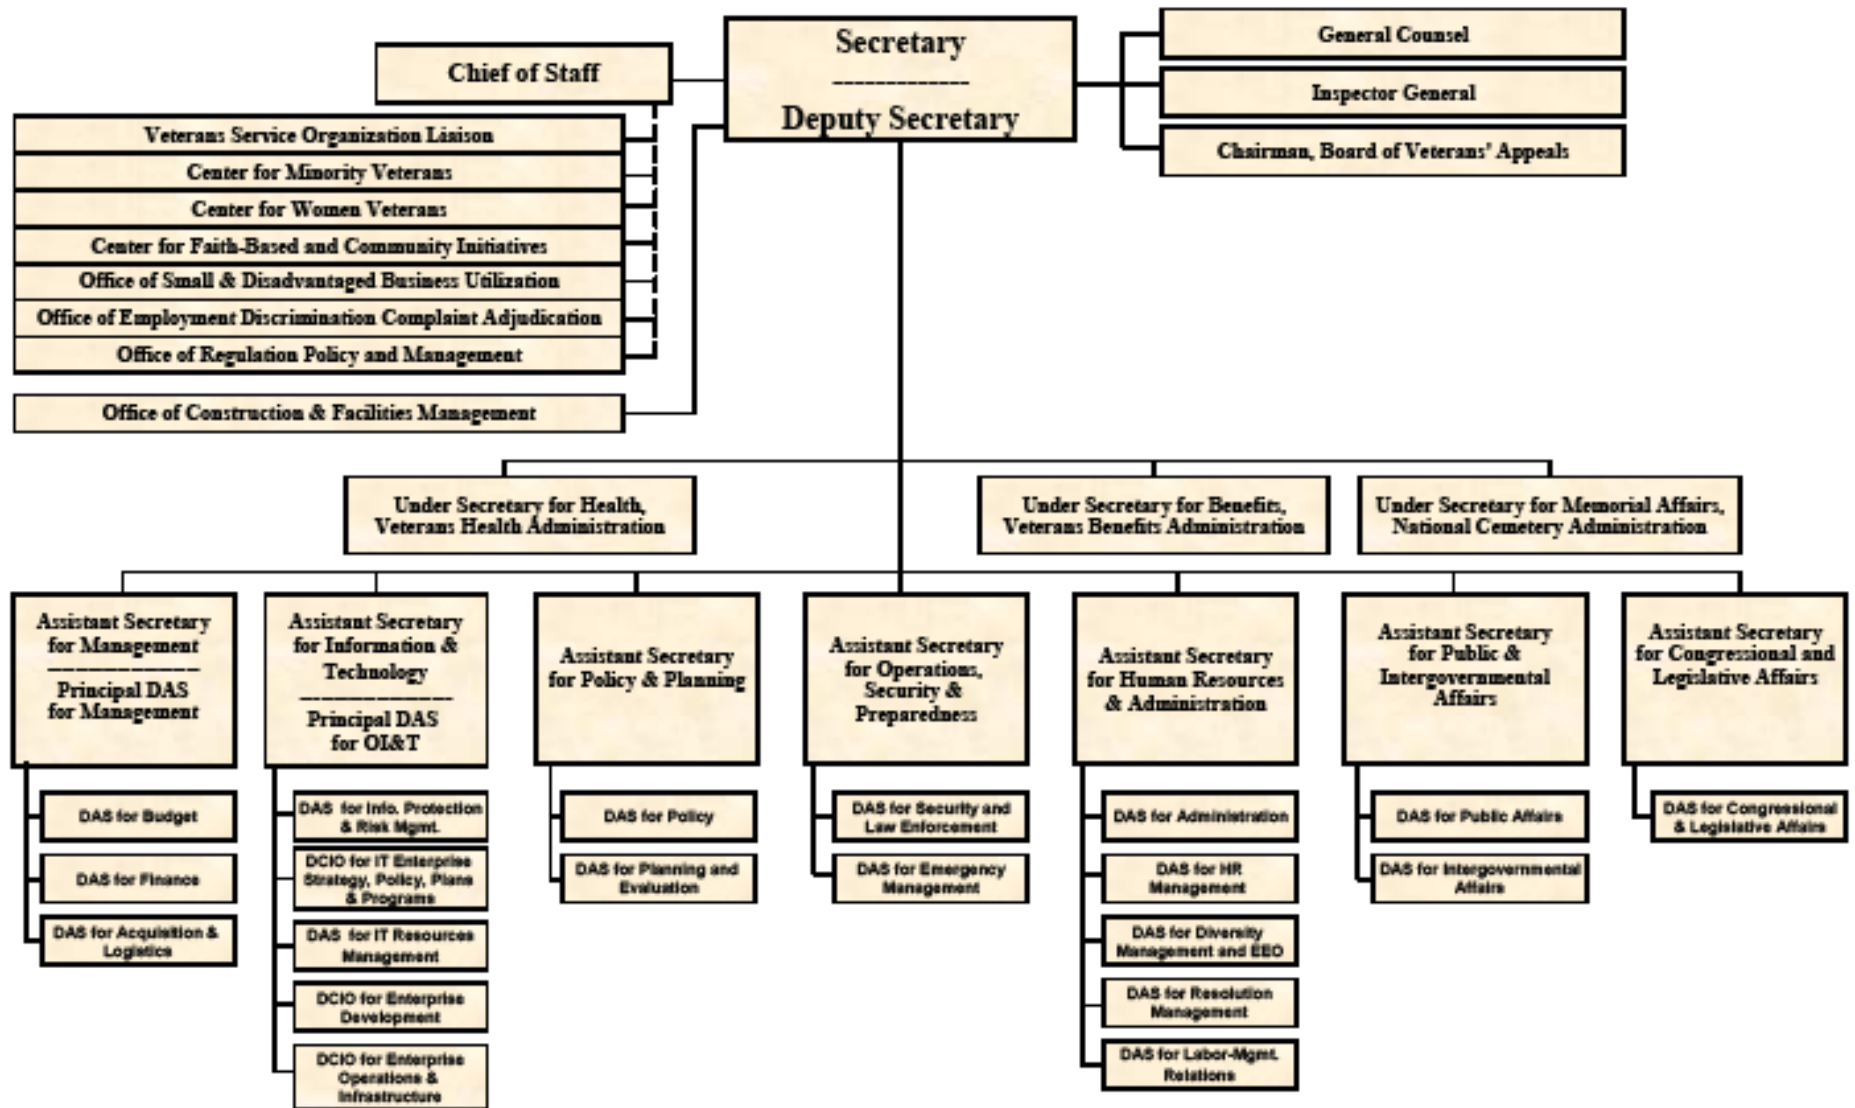 Secretary
-------------
Deputy Secretary
Chief of Staff
General Counsel
Inspector General
Chairman, Board of Veterans' Appeals
Veterans Service Organization Liaison
Center for Minority Veterans
Center for Women Veterans
Center for Faith-Based and Community Initiatives
Office of Small & Disadvantaged Business Utilization
Office of Employment Discrimination Complaint Adjudication
Office of Regulation Policy and Management
Office of Construction & Facilities Management
Under Secretary for Health,
Veterans Health Administration
Under Secretary for Benefits,
Veterans Benefits Administration
Under Secretary for Memorial Affairs,
National Cemetery Administration
Assistant Secretary
for Management
-------------
Principal DAS
for Management
DAS for Budget
DAS for Finance
DAS for Acquisition &
Logistics
Assistant Secretary
for Information &
Technology
-------------
Principal DAS
for OI&T
DAS for Info. Protection
& Risk Mgmt.
DCIO for IT Enterprise
Strategy, Policy, Plans
& Programs
DAS for IT Resources
Management
DCIO for Enterprise
Development
DCIO for Enterprise
Operations &
Infrastructure
Assistant Secretary
for Policy & Planning
DAS for Policy
DAS for Planning and
Evaluation
Assistant Secretary
for Operations,
Security &
Preparedness
DAS for Security and
Law Enforcement
DAS for Emergency
Management
Assistant Secretary
for Human Resources
& Administration
DAS for Administration
DAS for HR
Management
DAS for Diversity
Management and EEO
DAS for Resolution
Management
DAS for Labor-Mgmt.
Relations
Assistant Secretary
for Public &
Intergovernmental
Affairs
DAS for Public Affairs
DAS for Intergovernmental
Affairs
Assistant Secretary
for Congressional and
Legislative Affairs
DAS for Congressional
& Legislative Affairs